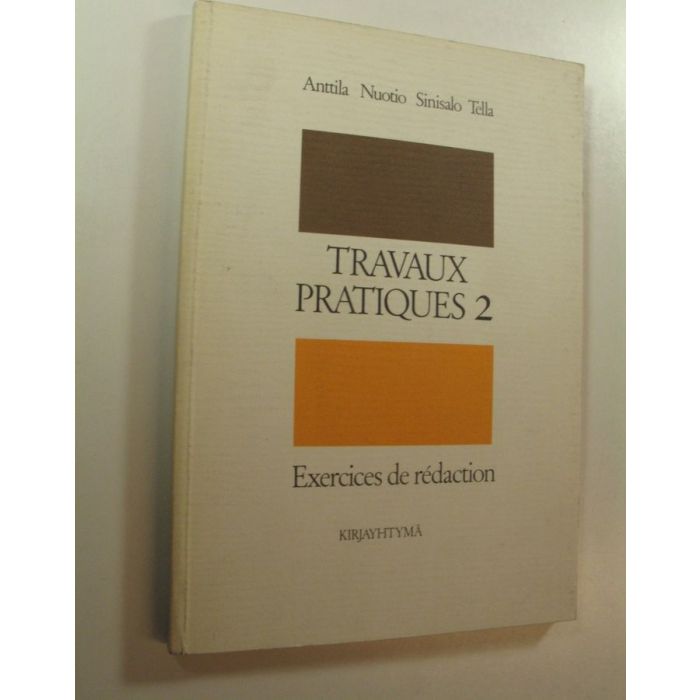 Anttila Nuotio Sinisalo Tella
TRAVAUX
PRATIQUES 2
Exercices de rédaction
KIRJAYHTYMÄ